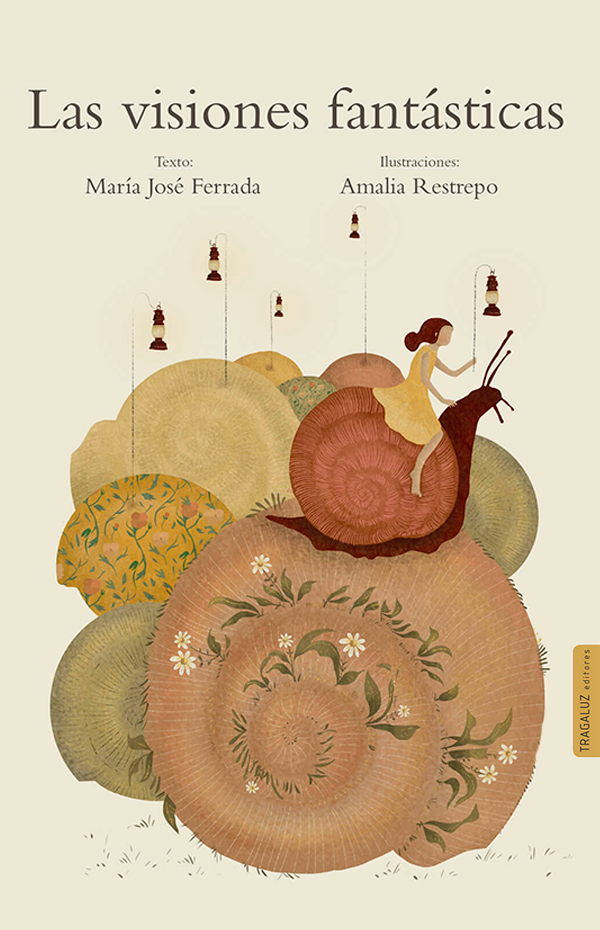 Las visiones fantásticas
Texto:
María José Ferrada
Ilustraciones:
Amalia Restrepo
TRAGALUZ editores